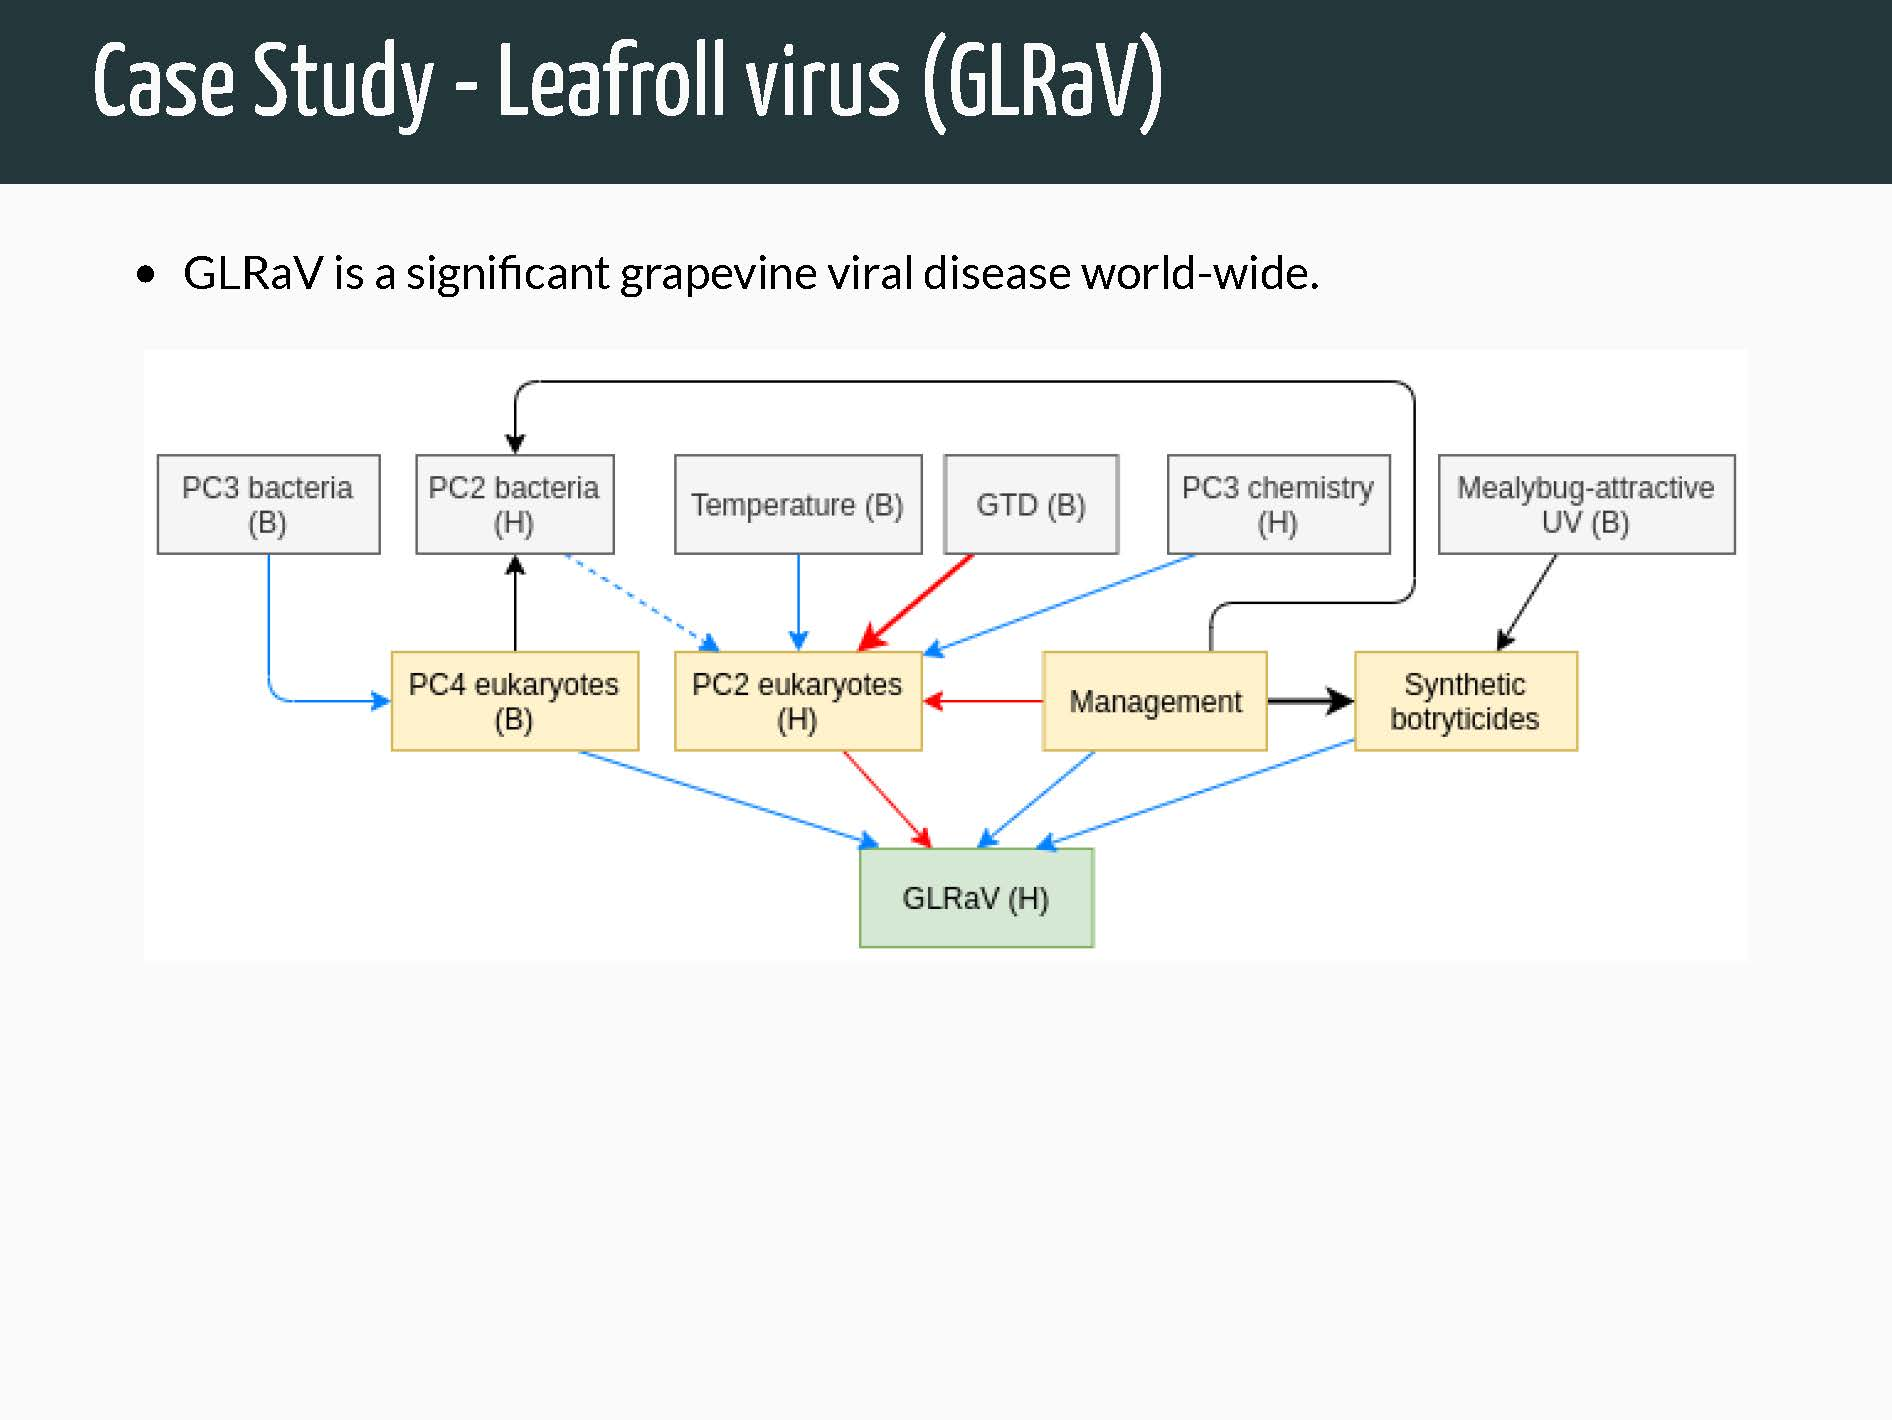 Case Study - Leafroll virus (GLRaV)
• GLRaV is a significant grapevine viral disease world-wide.
PC3 bacteria
(B)
PC2 bacteria
(H)
Temperature (B)
GTD (B)
PC3 chemistry
(H)
Mealybug-attractive
UV (B)
PC4 eukaryotes
(B)
PC2 eukaryotes
(H)
Management
Synthetic
botryticides
GLRaV (H)